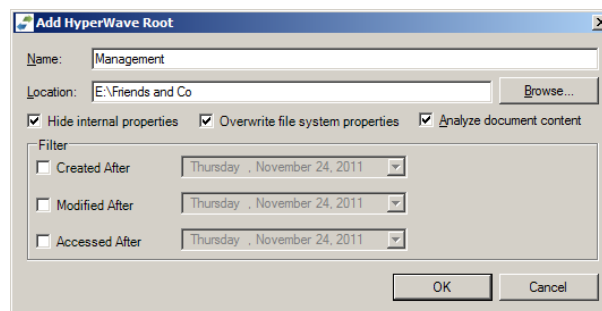 Add HyperWave Root
Name: Management
Location: E:\Friends and Co Browse...
Hide internal properties Overwrite file system properties Analyze document content
Filter
Created After Thursday , November 24, 2011
Modified After Thursday , November 24, 2011
Accessed After Thursday , November 24, 2011
OK Cancel